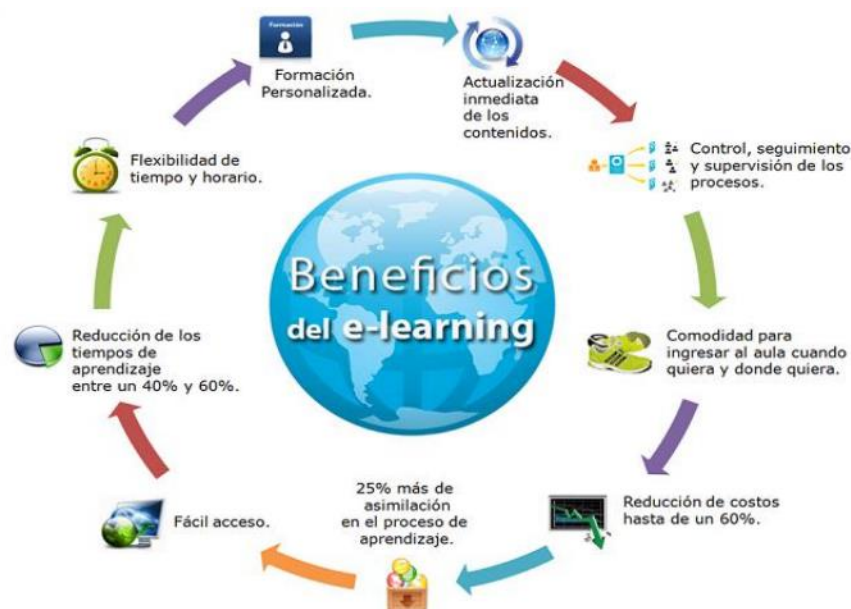 Formación
Formación
Personalizada.
Actualización
inmediata
de los
contenidos.
Control, seguimiento
y supervisión de los
procesos.
Comodidad para
ingresar al aula cuando
quiera y donde quiera.
Reducción de costos
hasta de un 60%.
25% más de
asimilación
en el proceso de
aprendizaje.
Fácil acceso.
Reducción de los
tiempos de
aprendizaje
entre un 40% y 60%.
Flexibilidad de
tiempo y horario.
Beneficios
del e-learning